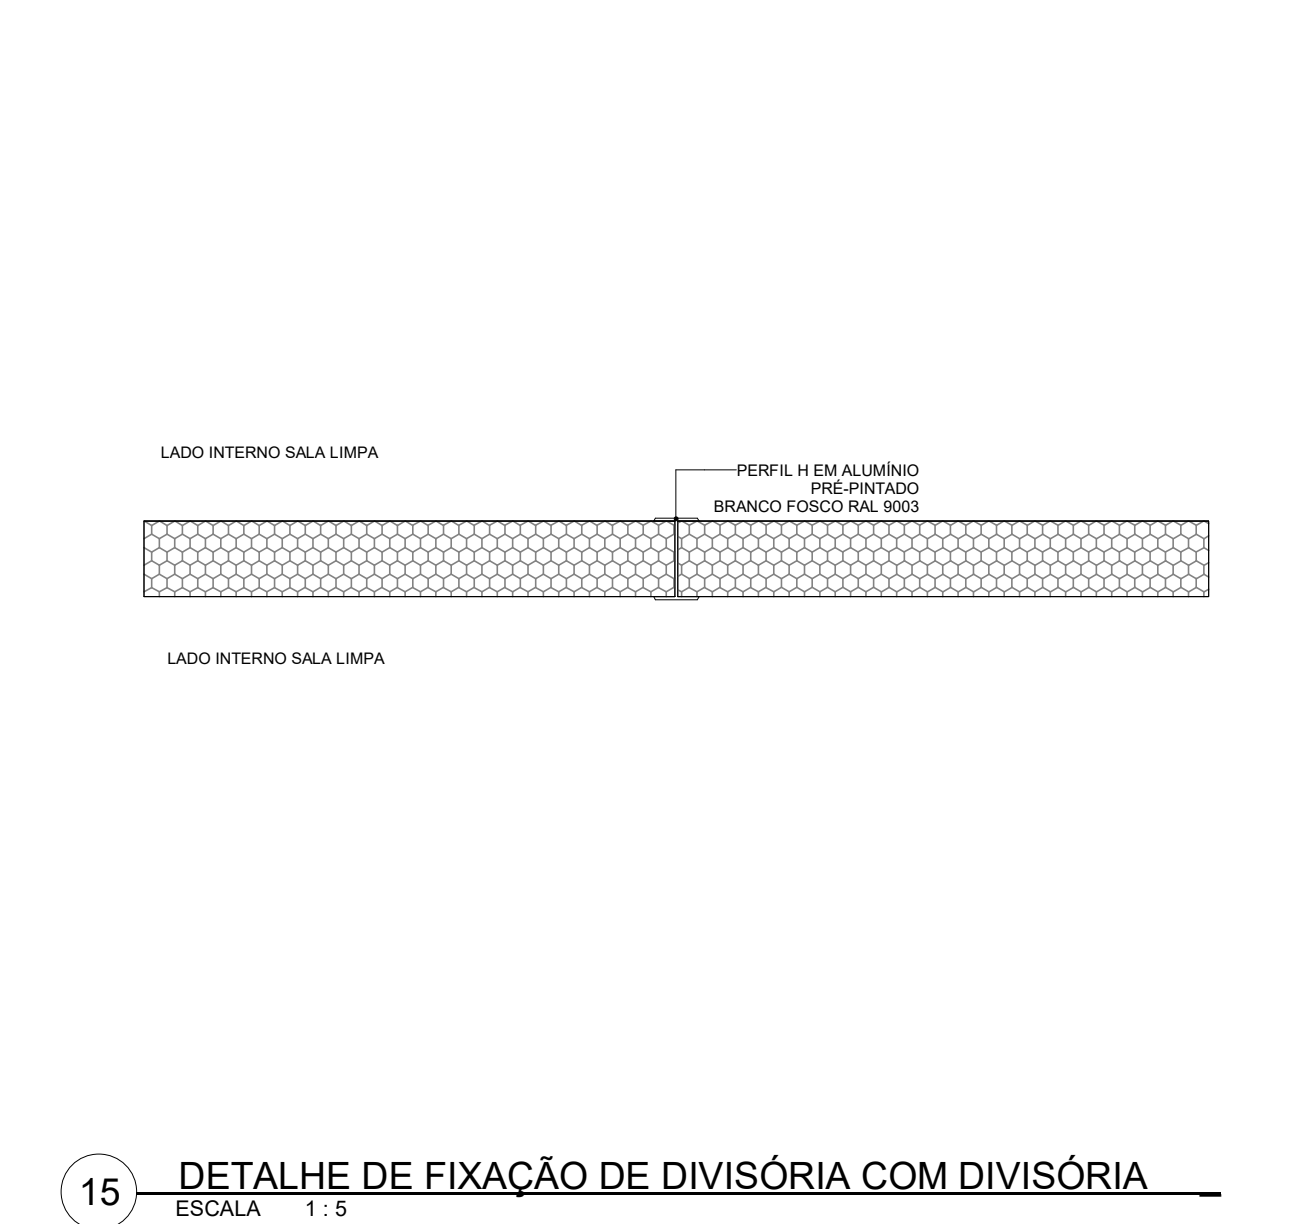 LADO INTERNO SALA LIMPA
PERFIL H EM ALUMÍNIO
PRÉ-PINTADO
BRANCO FOSCO RAL 9003
LADO INTERNO SALA LIMPA
15
DETALHE DE FIXAÇÃO DE DIVISÓRIA COM DIVISÓRIA
ESCALA 1 : 5